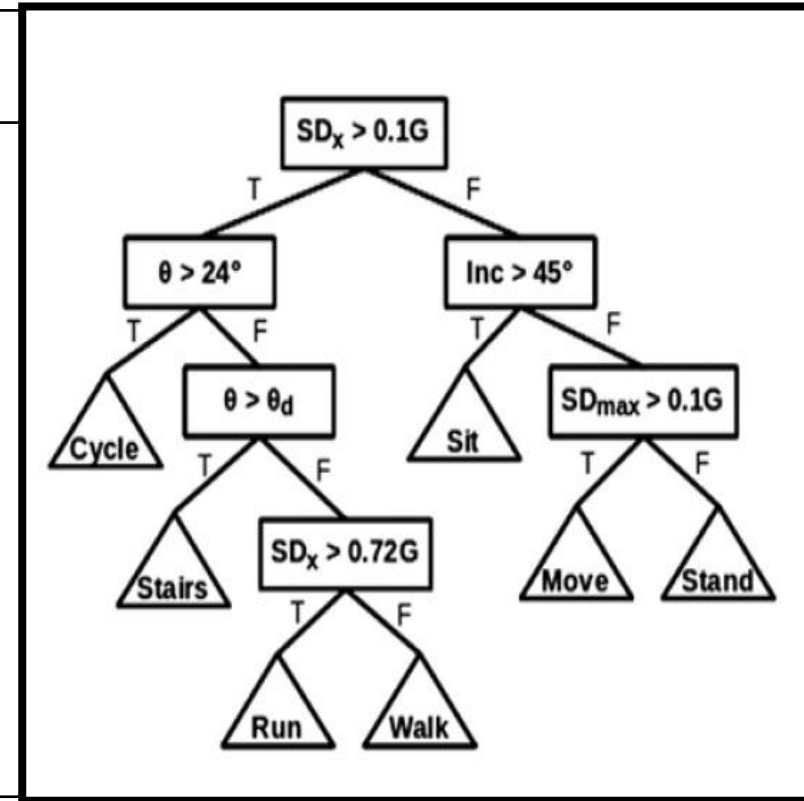 SDx > 0.1G
T F
θ > 24° Inc > 45°
T F T F
θ > θd SDmax > 0.1G
Cycle Sit
T F T F
SDx > 0.72G
Stairs Move Stand
T F
Run Walk